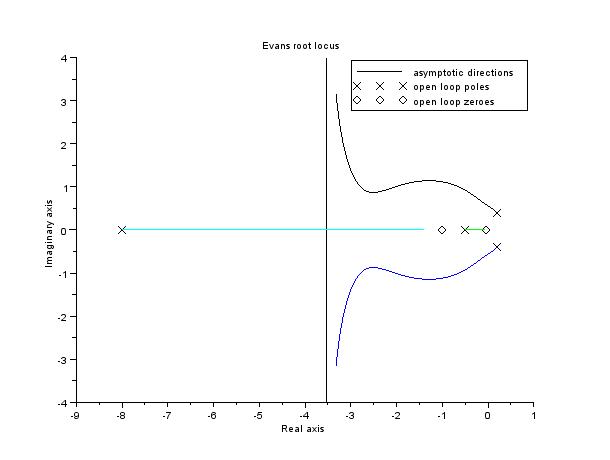 Evans root locus
asymptotic directions
open loop poles
open loop zeroes
Imaginary axis
4
3
2
1
0
-1
-2
-3
-4
-9 -8 -7 -6 -5 -4 -3 -2 -1 0 1
Real axis